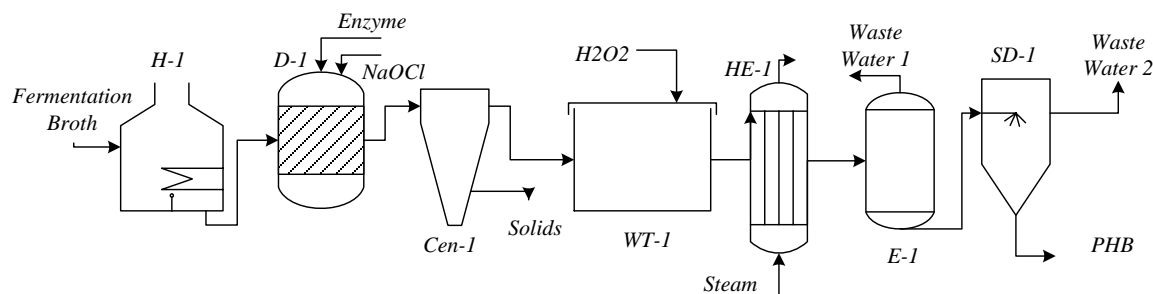 Fermentation
Broth
H-1
D-1
Enzyme
NaOCl
Cen-1
Solids
H2O2
WT-1
HE-1
Steam
Waste
Water 1
E-1
SD-1
Waste
Water 2
PHB